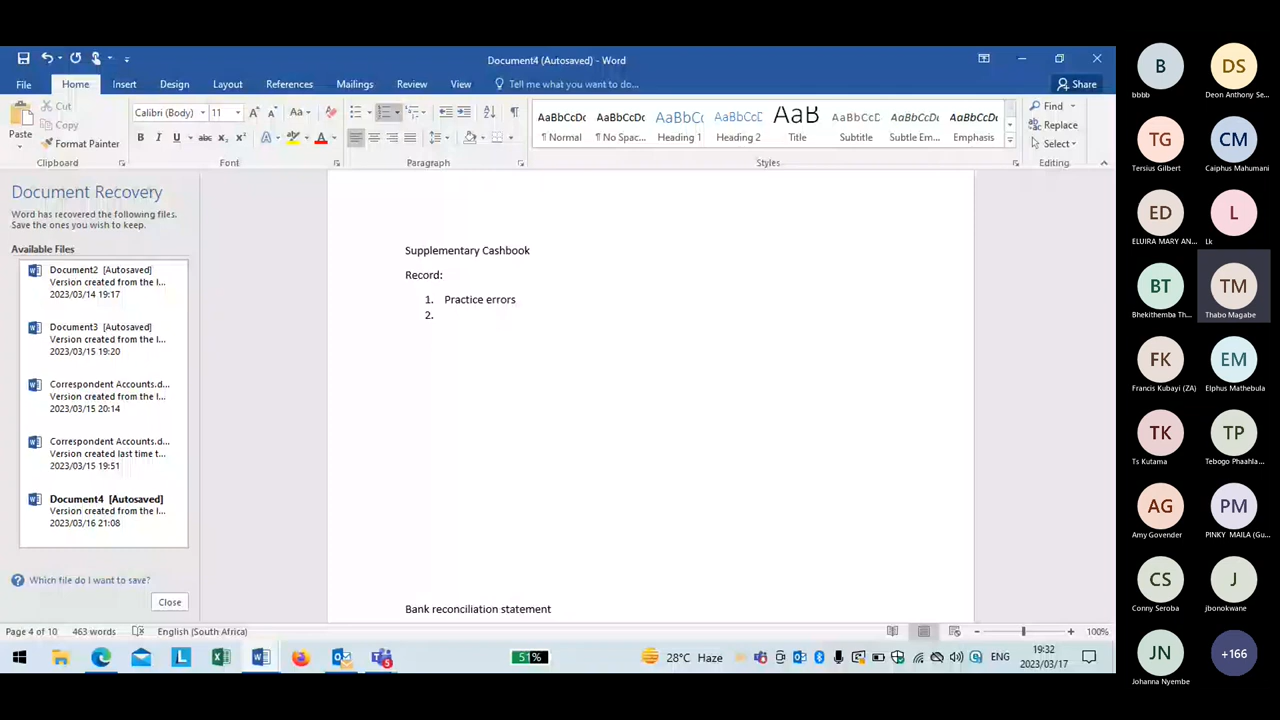 Document4 (Autosaved) - Word
File Home Insert Design Layout References Mailings Review View Tell me what you want to do... Share
Paste
Cut
Copy
Format Painter
Clipboard
Calibri (Body) 11
Font
Paragraph
AaBbCcDc AaBbCcDc AaBbCc AaBbCcD AaB AaBbCcD AaBbCcDc AaBbCcDc
¶ Normal ¶ No Spac... Heading 1 Heading 2 Title Subtitle Subtle Em... Emphasis
Styles
Find
Replace
Select
Editing
Document Recovery
Word has recovered the following files.
Save the ones you wish to keep.
Available Files
Document2 [Autosaved]
Version created from the l...
2023/03/14 19:17
Document3 [Autosaved]
Version created from the l...
2023/03/15 19:20
Correspondent Accounts.d...
Version created from the l...
2023/03/15 20:14
Correspondent Accounts.d...
Version created last time t...
2023/03/15 19:51
Document4 [Autosaved]
Version created from the l...
2023/03/16 21:08
Which file do I want to save?
Close
Supplementary Cashbook
Record:
1. Practice errors
2.
Bank reconciliation statement
Page 4 of 10 463 words English (South Africa) 100%
51% 28°C Haze ENG 19:32
2023/03/17
B DS
bbbb Deon Anthony Se...
TG CM
Tersius Gilbert Caiphus Mahumani
ED L
ELUIRA MARY AN... Lk
BT TM
Bhekithemba Th... Thabo Magabe
FK EM
Francis Kubayi (ZA) Elphus Mathebula
TK TP
Ts Kutama Tebogo Phaahla...
AG PM
Amy Govender PINKY MAILA (Gu...
CS J
Conny Seroba jbonokwane
JN +166
Johanna Nyembe